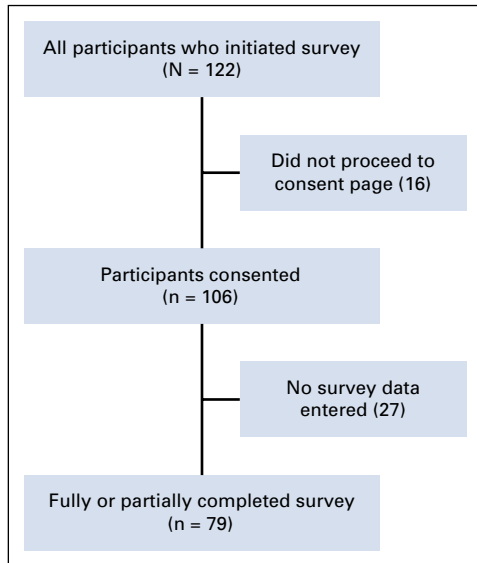 All participants who initiated survey
(N = 122)
Did not proceed to
consent page (16)
Participants consented
(n = 106)
No survey data
entered (27)
Fully or partially completed survey
(n = 79)